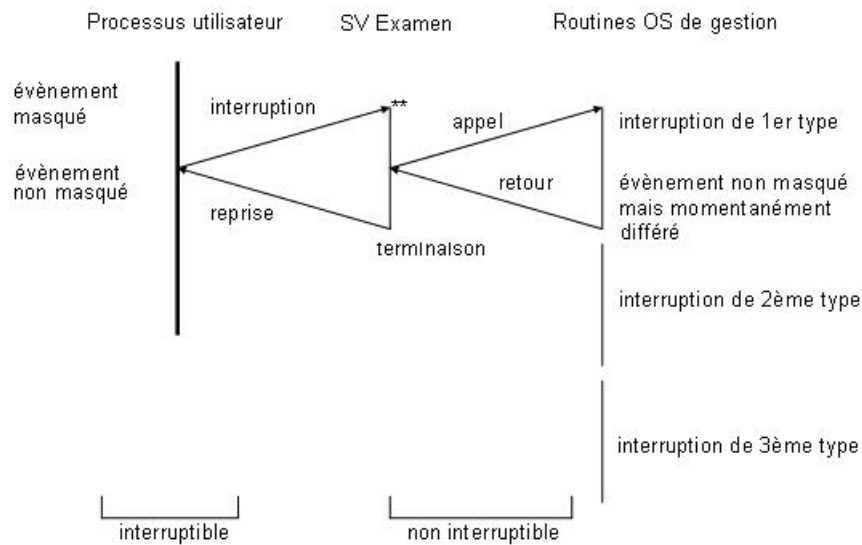 Processus utilisateur
SV Examen
Routines OS de gestion
évènement
masqué
interruption
**
appel
interruption de 1er type
évènement
non masqué
reprise
retour
évènement non masqué
mais momentanément
différé
terminaison
interruption de 2ème type
interruption de 3ème type
interruptible
non interruptible